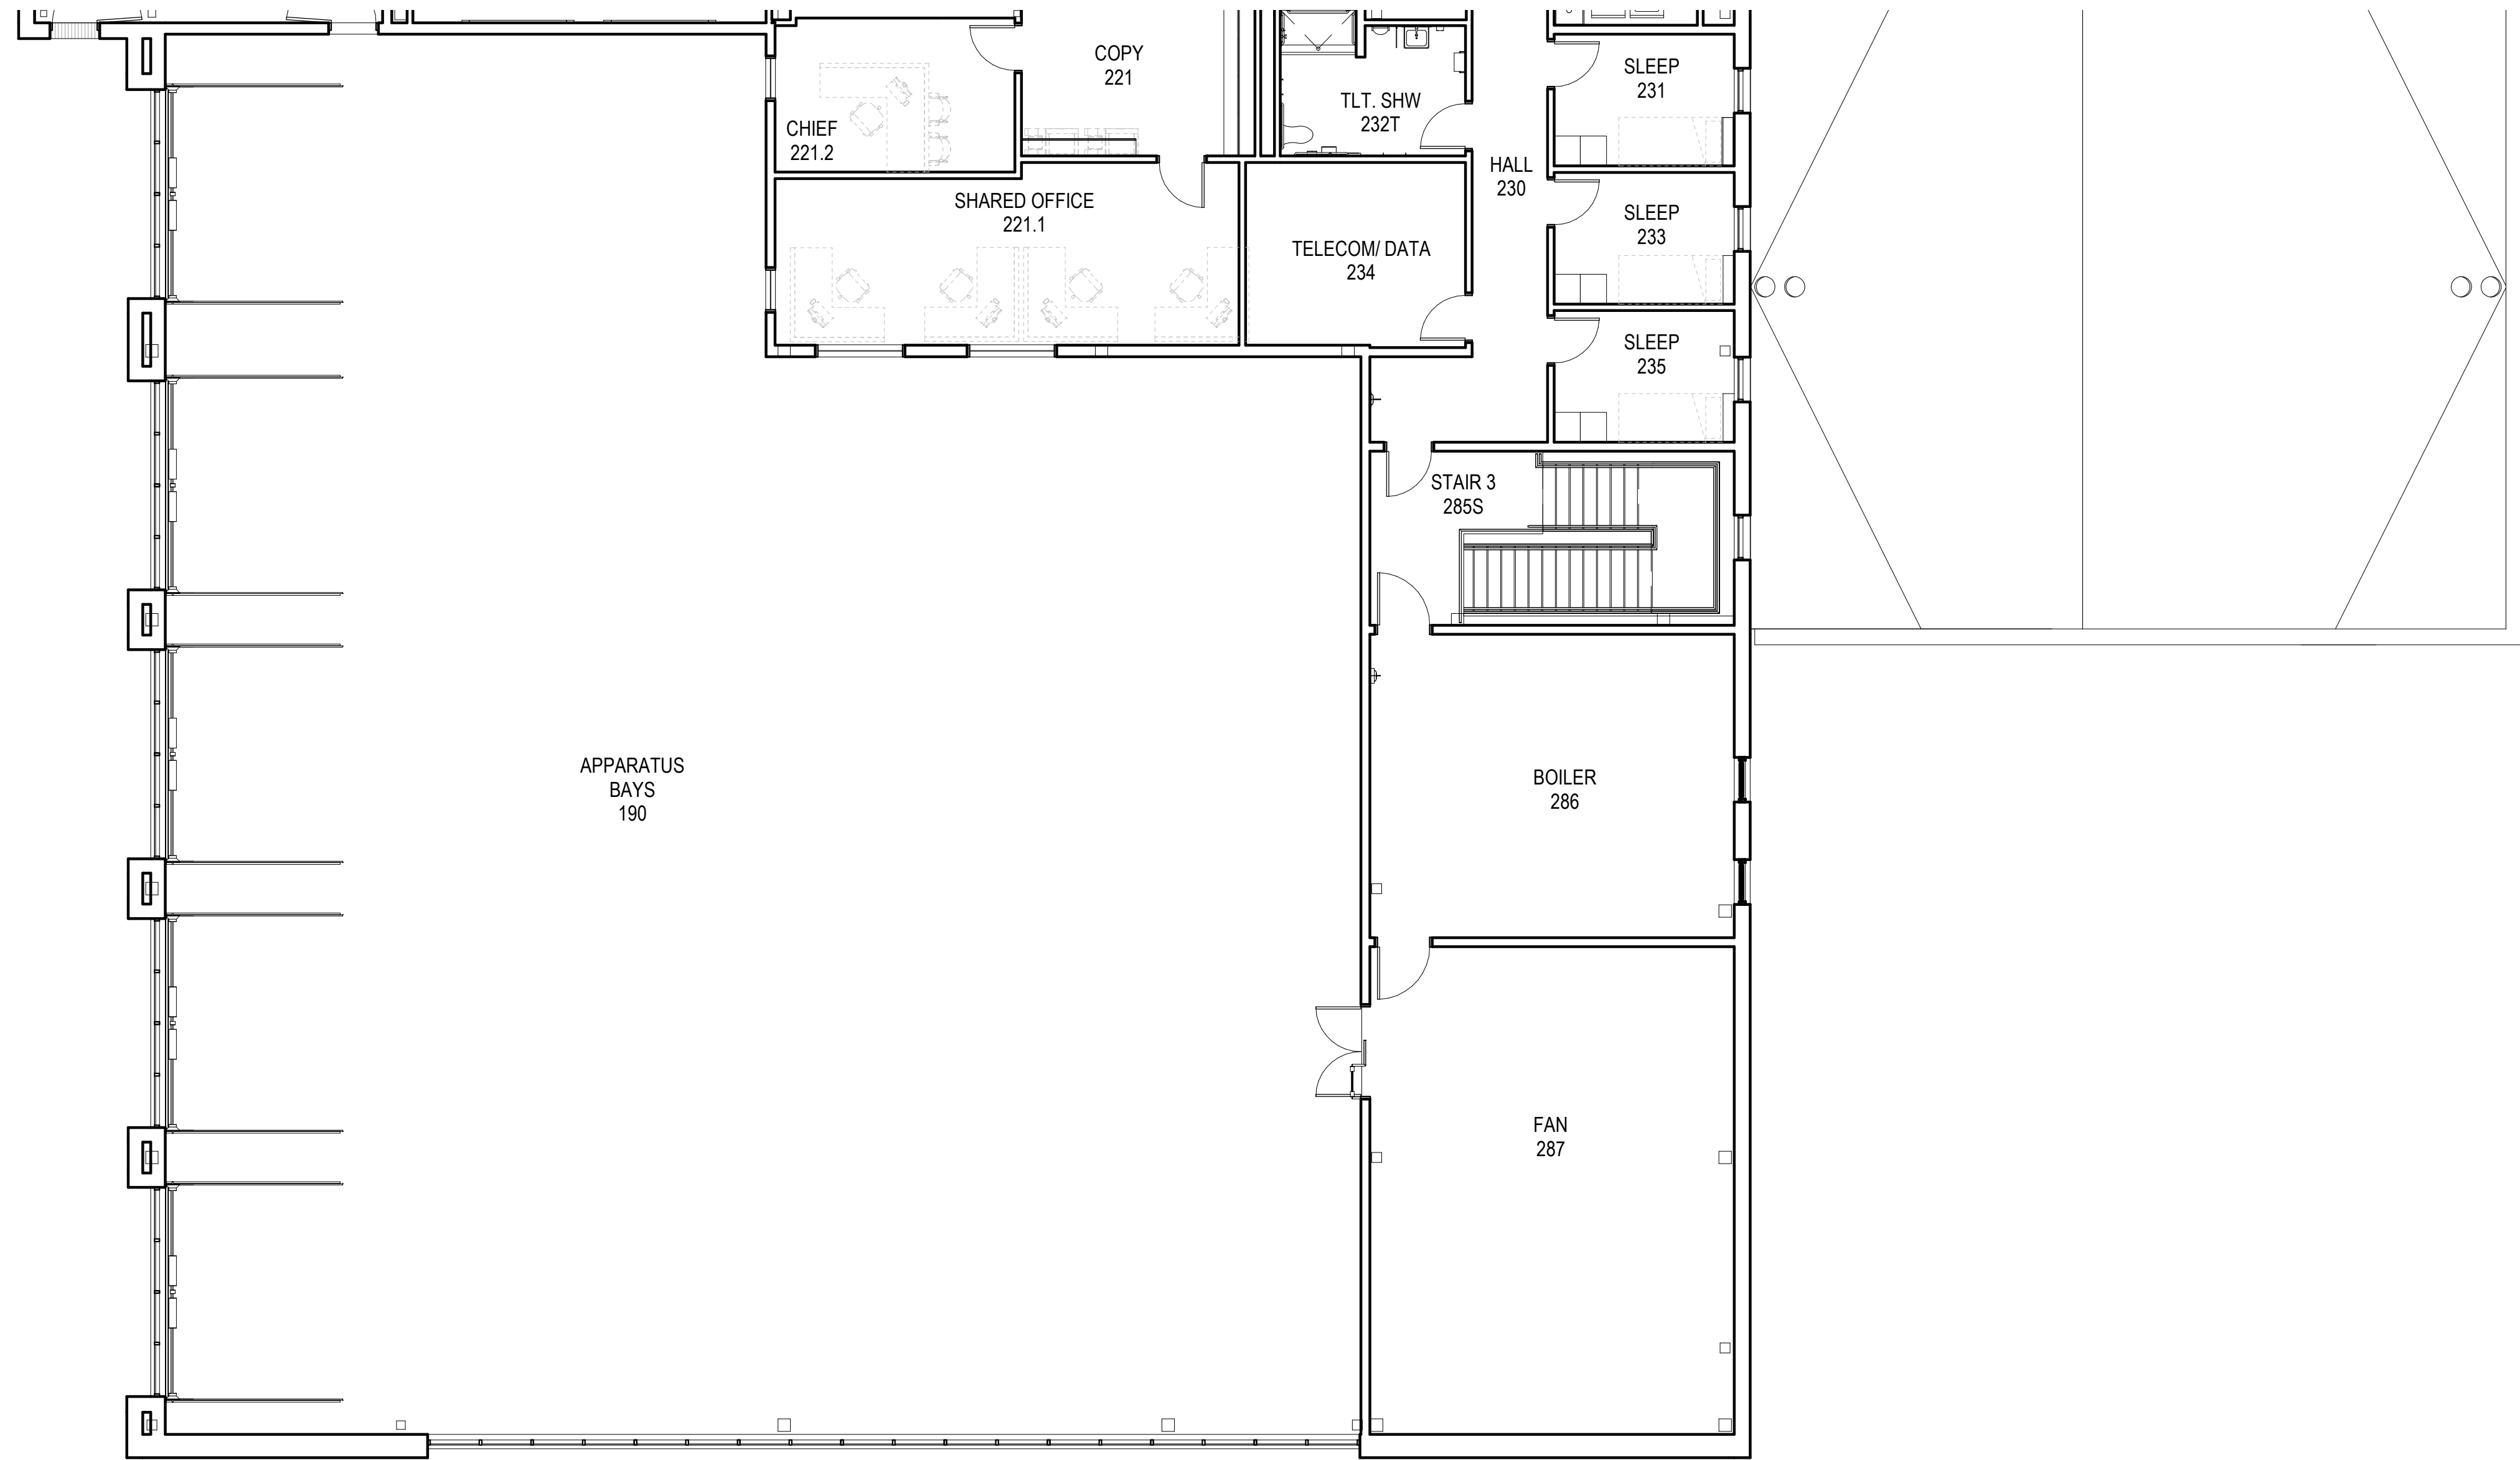 COPY
221
SLEEP
231
TLT. SHW
232T
CHIEF
221.2
HALL
230
SHARED OFFICE
221.1
SLEEP
233
TELECOM/ DATA
234
SLEEP
235
STAIR 3
285S
APPARATUS
BAYS
190
BOILER
286
FAN
287